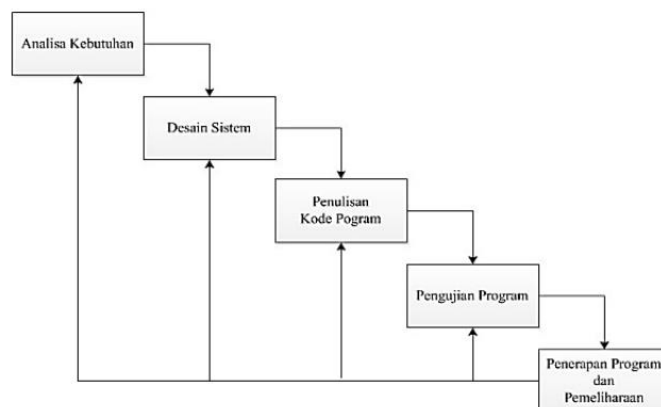 Analisa Kebutuhan
Desain Sistem
Penulisan
Kode Pogram
Pengujian Program
Penerapan Program
dan
Pemeliharaan